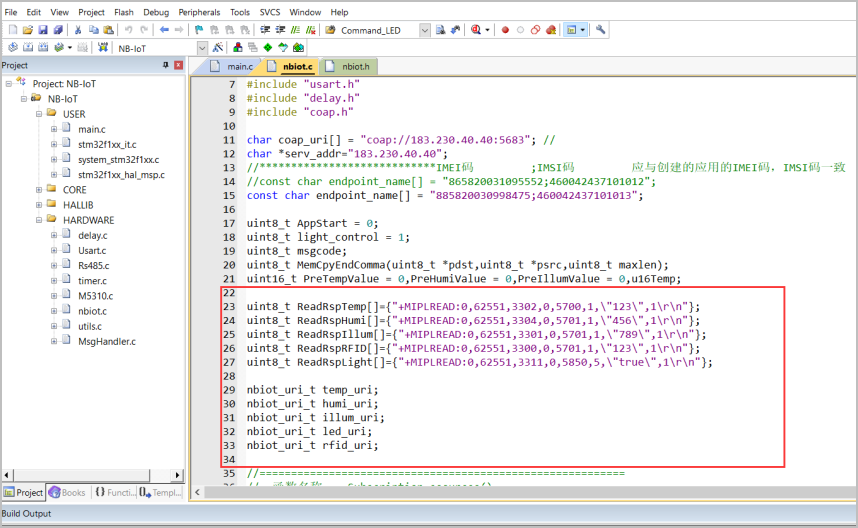 File Edit View Project Flash Debug Peripherals Tools SVCS Window Help
Command_LED
NB-IoT
Project
main.c nbiot.c nbiot.h
Project: NB-IoT
NB-IoT
USER
main.c
stm32f1xx_it.c
system_stm32f1xx.c
stm32f1xx_hal_msp.c
CORE
HALLIB
HARDWARE
delay.c
Usart.c
Rs485.c
timer.c
M5310.c
nbiot.c
utils.c
MsgHandler.c
Project Books {} Functi... Templ...
Build Output
7 #include "usart.h"
8 #include "delay.h"
9 #include "coap.h"
10
11 char coap_uri[] = "coap://183.230.40.40:5683"; //
12 char *serv_addr="183.230.40.40";
13 //****************************IMEI码 ;IMSI码 应与创建的应用的IMEI码，IMSI码一致
14 //const char endpoint_name[] = "865820031095552;460042437101012";
15 const char endpoint_name[] = "885820030998475;460042437101013";
16
17 uint8_t AppStart = 0;
18 uint8_t light_control = 1;
19 uint8_t msgcode;
20 uint8_t MemCpyEndComma(uint8_t *pdst,uint8_t *psrc,uint8_t maxlen);
21 uint16_t PreTempValue = 0,PreHumiValue = 0,PreIllumValue = 0,u16Temp;
22
23 uint8_t ReadRspTemp[]={"+MIPLREAD:0,62551,3302,0,5700,1,\"123\",1\r\n"};
24 uint8_t ReadRspHumi[]={"+MIPLREAD:0,62551,3304,0,5701,1,\"456\",1\r\n"};
25 uint8_t ReadRspIllum[]={"+MIPLREAD:0,62551,3301,0,5701,1,\"789\",1\r\n"};
26 uint8_t ReadRspRFID[]={"+MIPLREAD:0,62551,3300,0,5701,1,\"123\",1\r\n"};
27 uint8_t ReadRspLight[]={"+MIPLREAD:0,62551,3311,0,5850,5,\"true\",1\r\n"};
28
29 nbiot_uri_t temp_uri;
30 nbiot_uri_t humi_uri;
31 nbiot_uri_t illum_uri;
32 nbiot_uri_t led_uri;
33 nbiot_uri_t rfid_uri;
34
35 //=========================================================